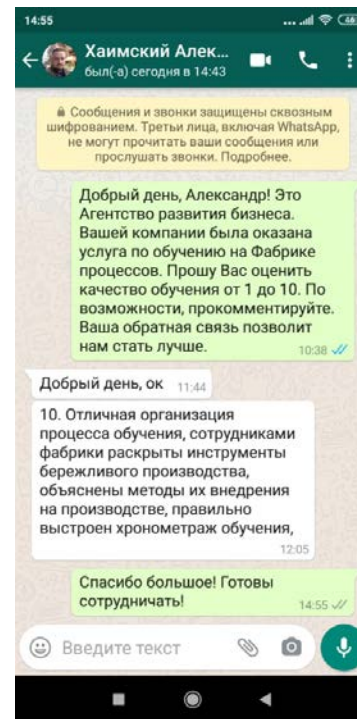 14:55
46
Хаимский Алек...
был(-а) сегодня в 14:43
Сообщения и звонки защищены сквозным
шифрованием. Третьи лица, включая WhatsApp,
не могут прочитать ваши сообщения или
прослушать звонки. Подробнее.
Добрый день, Александр! Это
Агентство развития бизнеса.
Вашей компании была оказана
услуга по обучению на Фабрике
процессов. Прошу Вас оценить
качество обучения от 1 до 10. По
возможности, прокомментируйте.
Ваша обратная связь позволит
нам стать лучше.
10:38
Добрый день, ок 11:44
10. Отличная организация
процесса обучения, сотрудниками
фабрики раскрыты инструменты
бережливого производства,
объяснены методы их внедрения
на производстве, правильно
выстроен хронометраж обучения,
12:05
Спасибо большое! Готовы
сотрудничать!
14:55
Введите текст